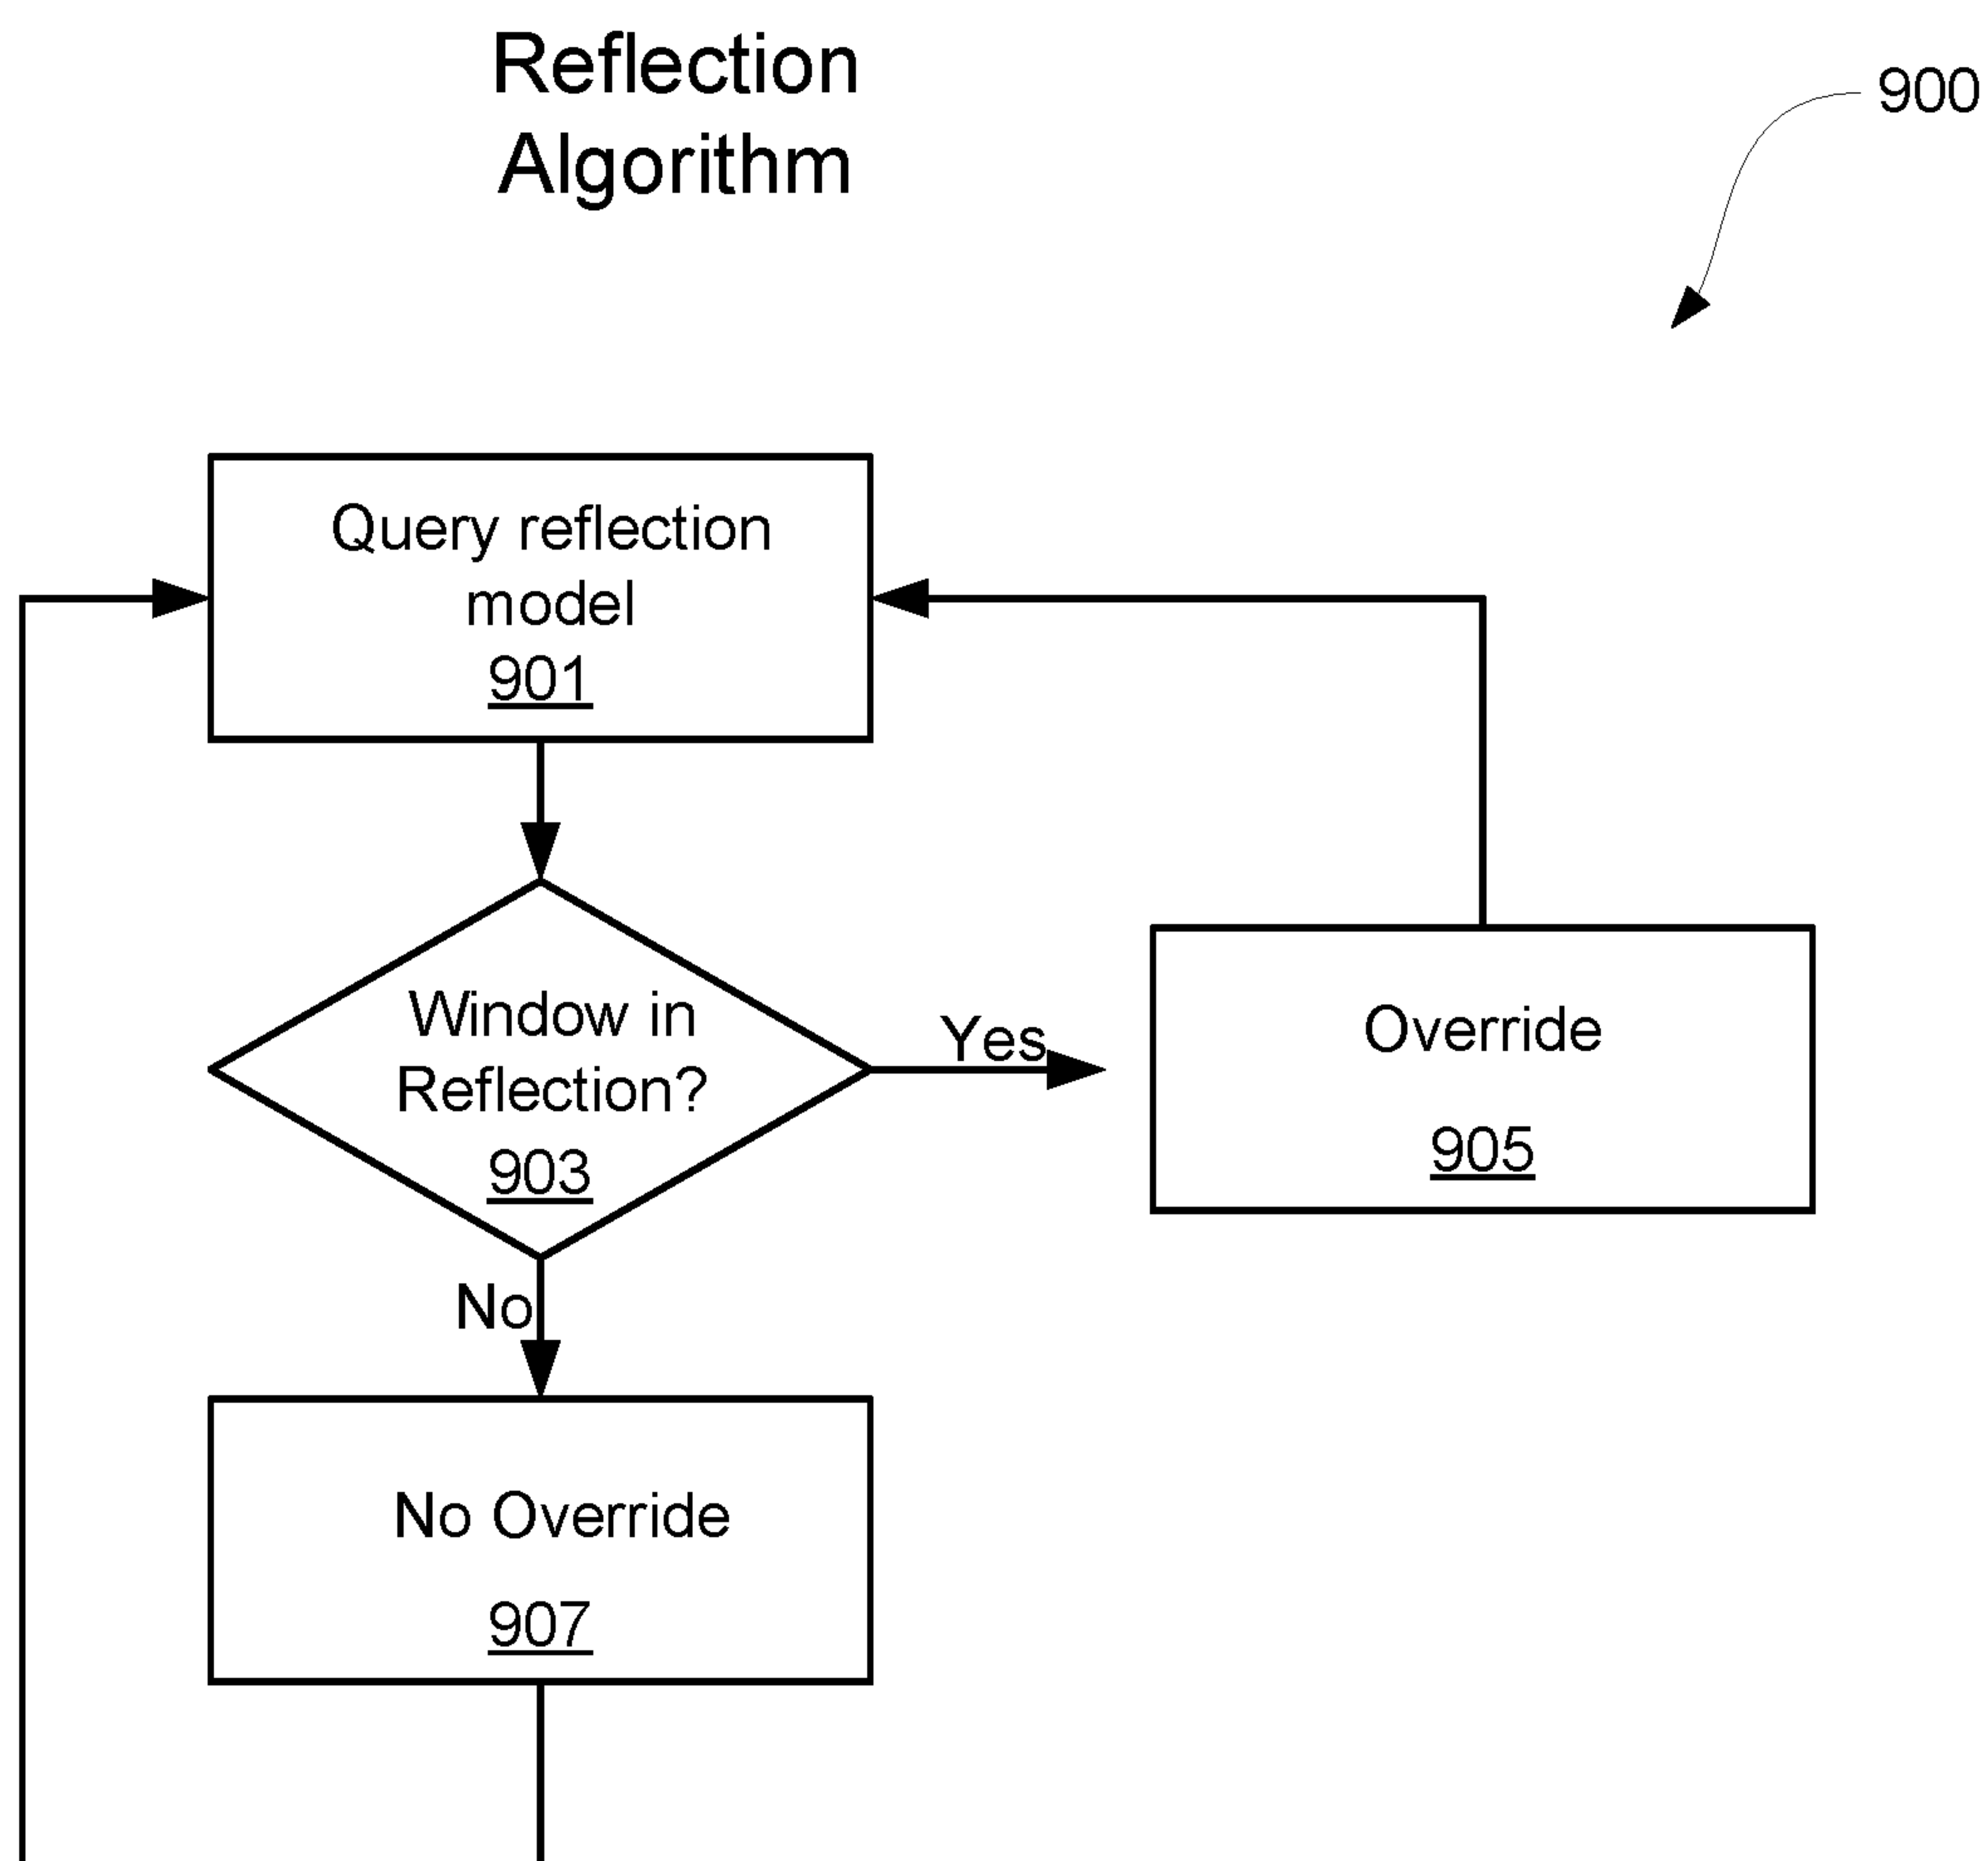 Reflection
Algorithm
900
Query reflection
model
901
Window in
Reflection?
903
Yes
Override
905
No
No Override
907